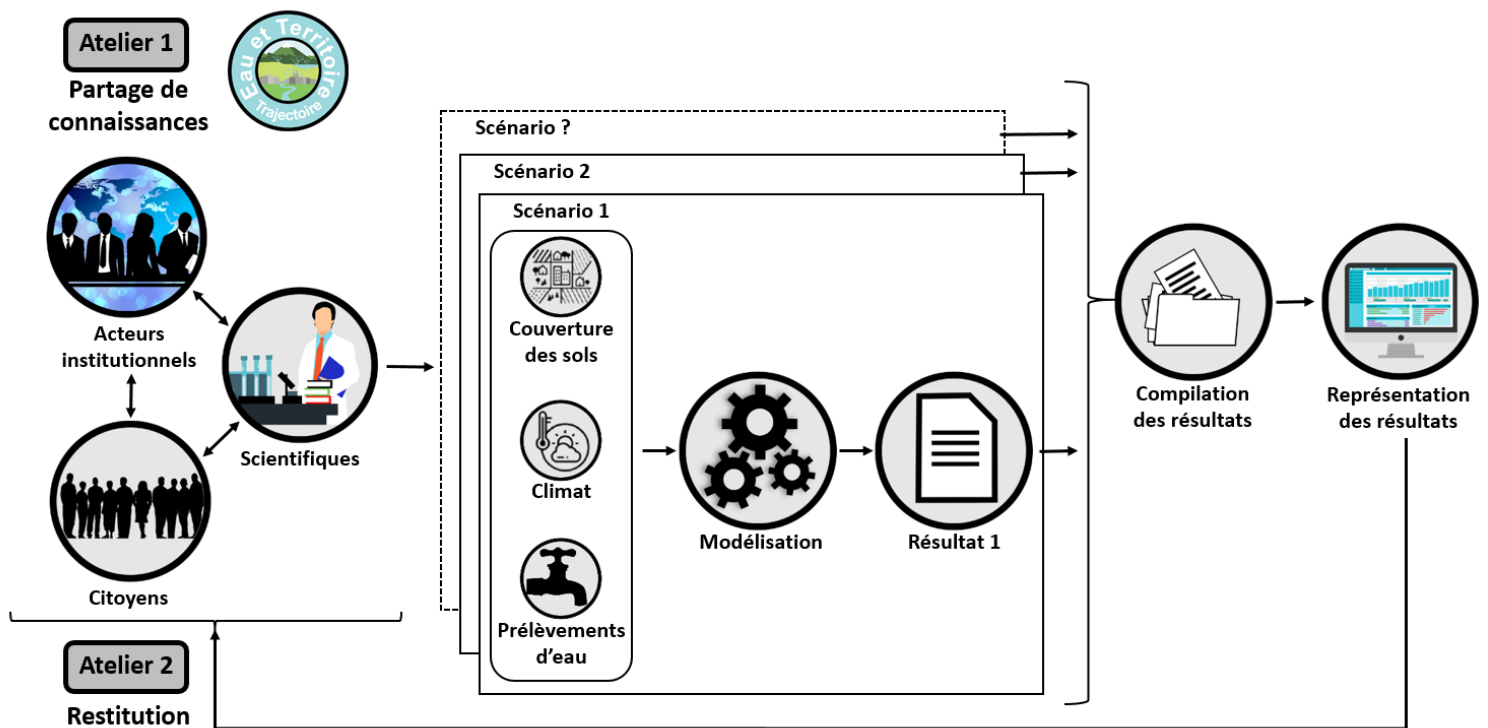 Atelier 1
Partage de
connaissances
Eau et Territoire
Trajectoire
Acteurs
institutionnels
Scientifiques
Citoyens
Atelier 2
Restitution
Scénario ?
Scénario 2
Scénario 1
Couverture
des sols
Climat
Prélèvements
d’eau
Modélisation
Résultat 1
Compilation
des résultats
Représentation
des résultats